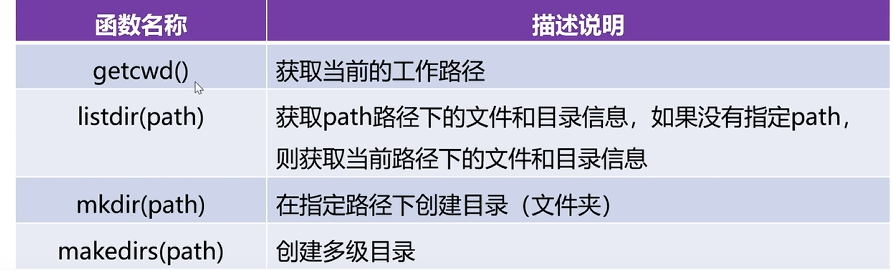 函数名称 描述说明
getcwd() 获取当前的工作路径
listdir(path) 获取path路径下的文件和目录信息，如果没有指定path，
则获取当前路径下的文件和目录信息
mkdir(path) 在指定路径下创建目录（文件夹）
makedirs(path) 创建多级目录